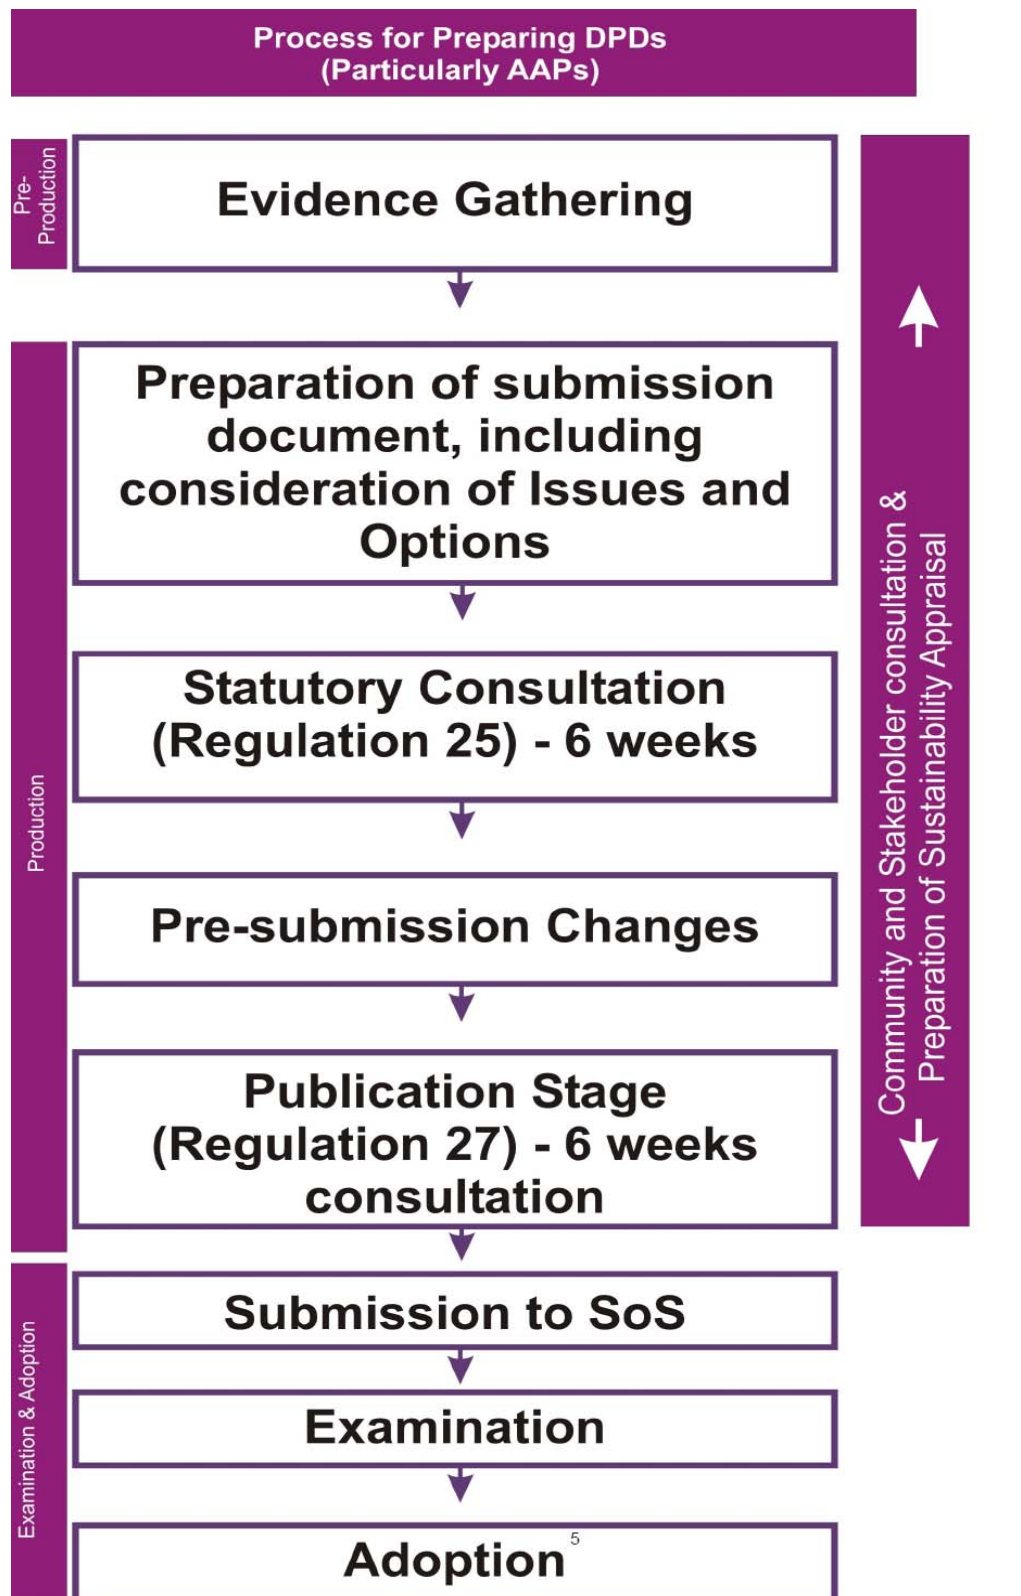 Process for Preparing DPDs
(Particularly AAPs)
Pre-
Production
Evidence Gathering
Production
Preparation of submission
document, including
consideration of Issues and
Options
Statutory Consultation
(Regulation 25) - 6 weeks
Pre-submission Changes
Publication Stage
(Regulation 27) - 6 weeks
consultation
Community and Stakeholder consultation &
Preparation of Sustainability Appraisal
Examination & Adoption
Submission to SoS
Examination
Adoption 5